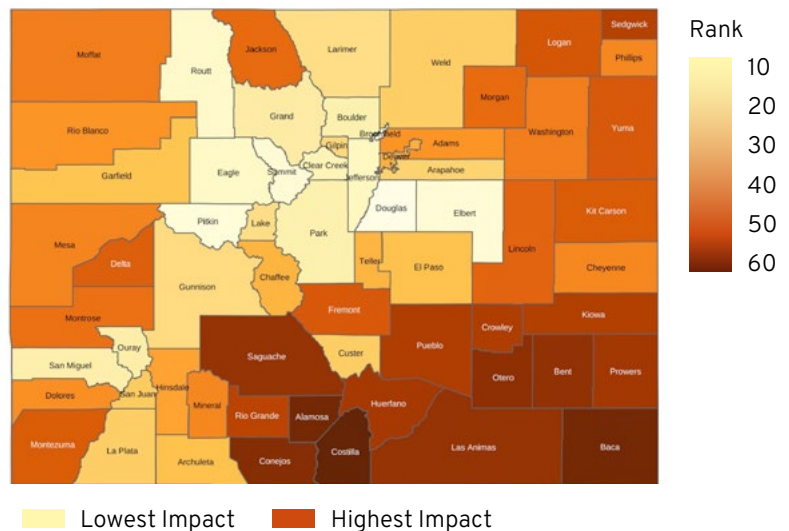 Sedgwick
Moffat
Jackson
Larimer
Logan
Phillips
Routt
Weld
Morgan
Grand
Boulder
Yuma
Rio Blanco
Washington
Broomfield
Gilpin
Adams
Denver
Clear Creek
Garfield
Eagle
Summit
Arapahoe
Jefferson
Pitkin
Lake
Douglas
Elbert
Kit Carson
Park
Mesa
Delta
Lincoln
Chaffee
Teller
El Paso
Cheyenne
Gunnison
Fremont
Montrose
Kiowa
Crowley
Ouray
Pueblo
Custer
Saguache
San Miguel
Otero
Bent
Prowers
Hinsdale
Dolores
San Juan
Mineral
Huerfano
Rio Grande
Alamosa
Montezuma
La Plata
Costilla
Las Animas
Baca
Archuleta
Conejos
Rank
10
20
30
40
50
60
Lowest Impact
Highest Impact